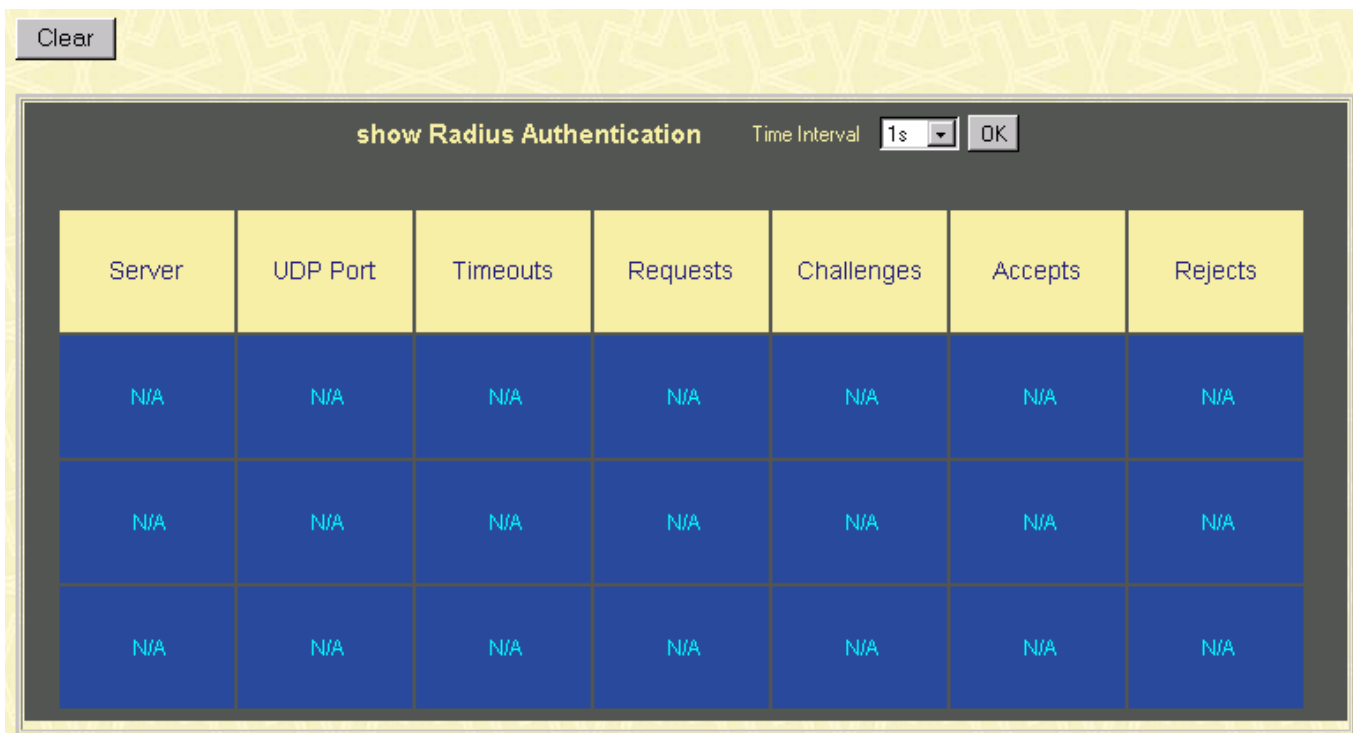 Clear
show Radius Authentication Time Interval 1s OK
Server UDP Port Timeouts Requests Challenges Accepts Rejects
N/A N/A N/A N/A N/A N/A N/A
N/A N/A N/A N/A N/A N/A N/A
N/A N/A N/A N/A N/A N/A N/A